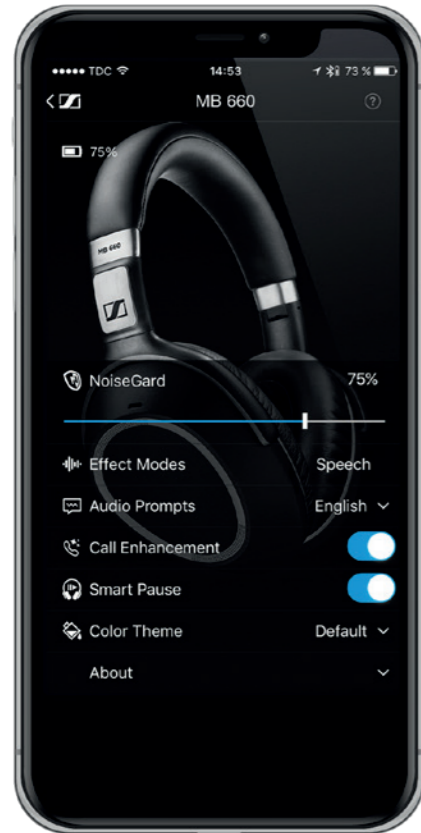 TDC 14:53 73 %
MB 660
75%
MB 660
NoiseGard 75%
Effect Modes Speech
Audio Prompts English
Call Enhancement
Smart Pause
Color Theme Default
About